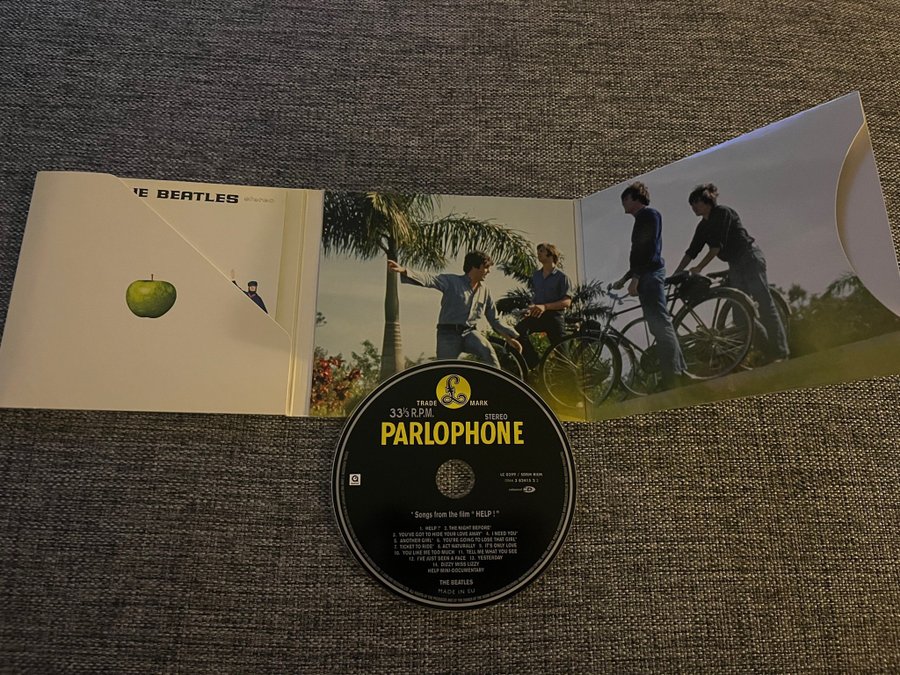 HE BEATLES stereo
TRADE MARK
33⅓ R.P.M.
STEREO
PARLOPHONE
"Songs from the film "HELP!"
1. HELP!* 2. THE NIGHT BEFORE*
3. YOU'VE GOT TO HIDE YOUR LOVE AWAY* 4. I NEED YOU*
5. ANOTHER GIRL* 6. YOU'RE GOING TO LOSE THAT GIRL*
7. TICKET TO RIDE* 8. ACT NATURALLY 9. IT'S ONLY LOVE
10. YOU LIKE ME TOO MUCH 11. TELL ME WHAT YOU SEE
12. I'VE JUST SEEN A FACE 13. YESTERDAY
14. DIZZY MISS LIZZY
HELP MINI DOCUMENTARY
THE BEATLES
MADE IN EU